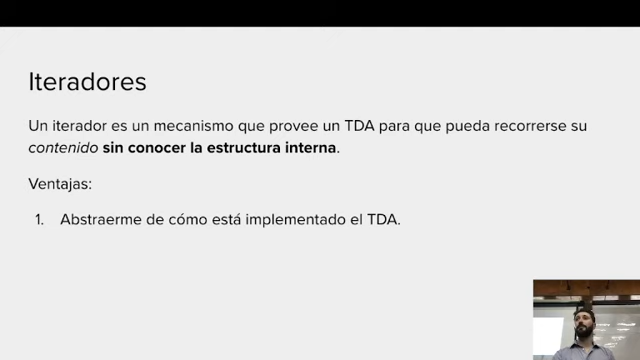 Iteradores
Un iterador es un mecanismo que provee un TDA para que pueda recorrerse su
contenido sin conocer la estructura interna.
Ventajas:
1. Abstraerme de cómo está implementado el TDA.